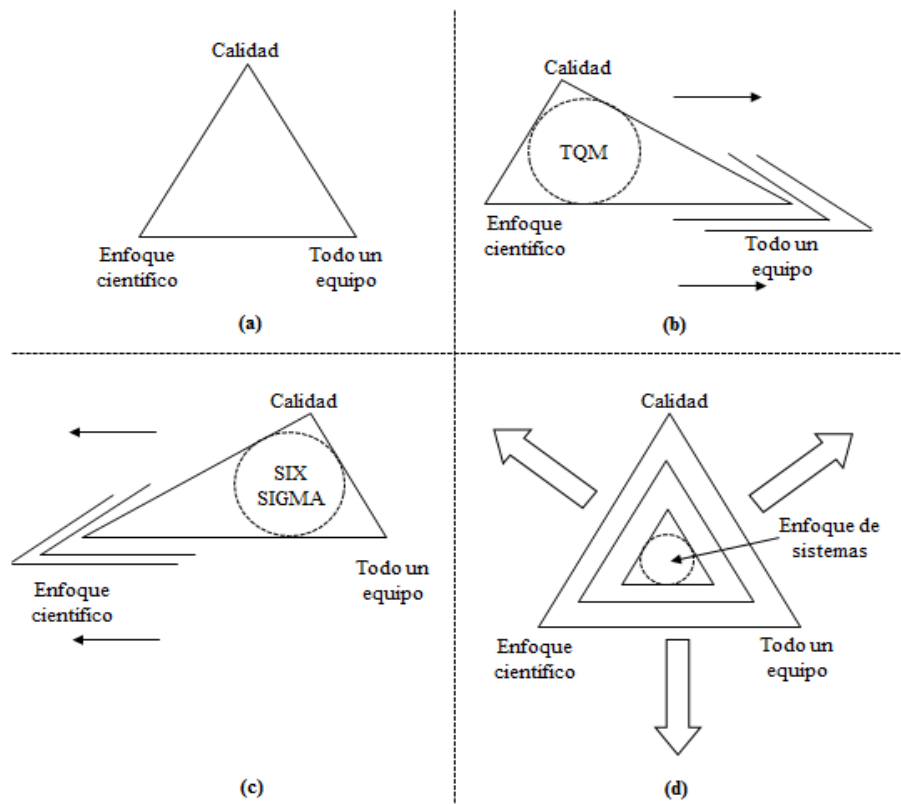 Calidad
Enfoque
científico
Todo un
equipo
(a)
Calidad
TQM
Enfoque
científico
Todo un
equipo
(b)
Calidad
SIX
SIGMA
Todo un
equipo
Enfoque
científico
(c)
Calidad
Enfoque de
sistemas
Enfoque
científico
Todo un
equipo
(d)